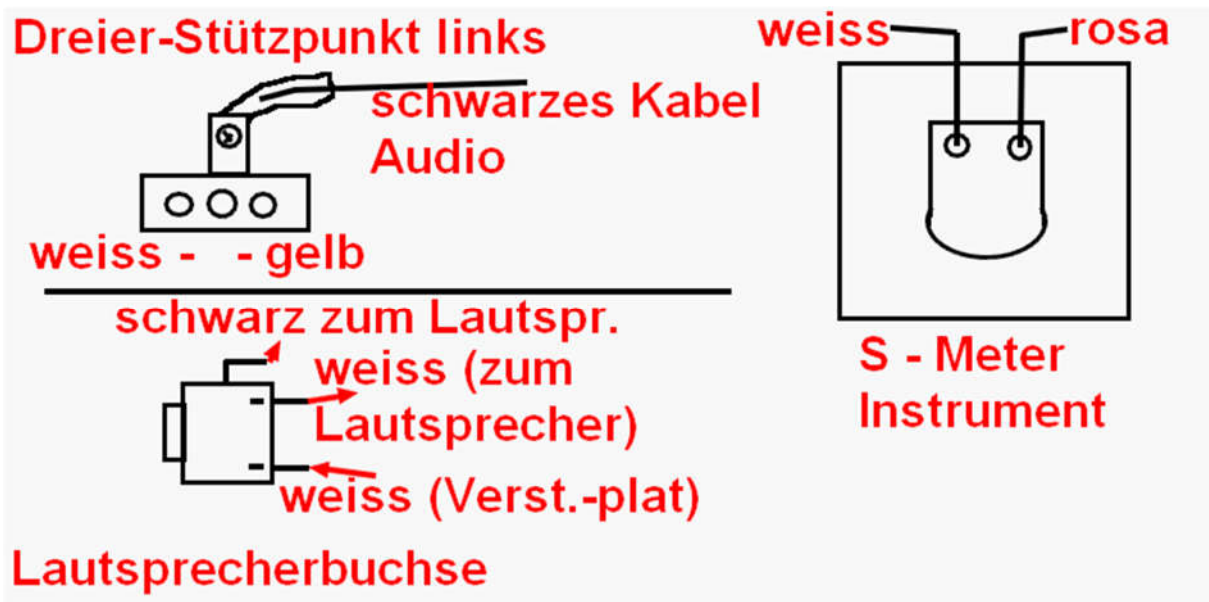 Dreier-Stützpunkt links
schwarzes Kabel
Audio
weiss -   - gelb
schwarz zum Lautspr.
weiss (zum
Lautsprecher)
weiss (Verst.-plat)
Lautsprecherbuchse
weiss
rosa
S - Meter
Instrument